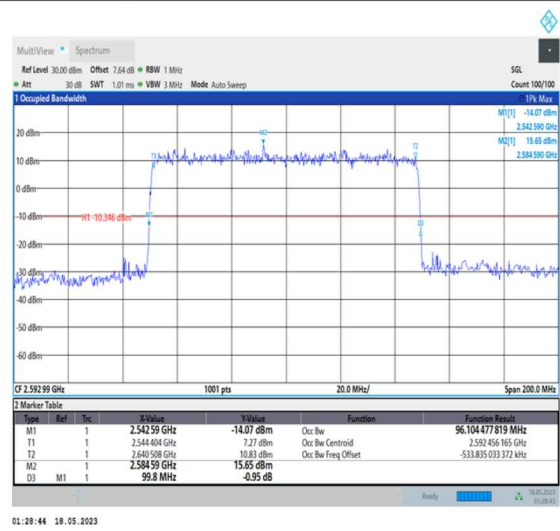 MultiView Spectrum
Ref Level 30.00 dBm Offset 7.64 dB RBW 1 MHz SGL
Att 30 dB SWT 1.01 ms VBW 3 MHz Mode Auto Sweep Count 100/100
1 Occupied Bandwidth 1Pk Max
M1[1] -14.07 dBm
2.542 590 GHz
M2[1] 15.65 dBm
2.584 590 GHz
20 dBm
M2
T2
T1
10 dBm
0 dBm
-10 dBm
H1 -10.346 dBm
M1
D3
-20 dBm
-30 dBm
-40 dBm
-50 dBm
-60 dBm
CF 2.592 99 GHz 1001 pts 20.0 MHz/ Span 200.0 MHz
2 Marker Table
Type Ref Trc X-Value Y-Value Function Function Result
M1 1 2.542 59 GHz -14.07 dBm Occ Bw 96.104 477 819 MHz
T1 1 2.544 404 GHz 7.27 dBm Occ Bw Centroid 2.592 456 165 GHz
T2 1 2.640 508 GHz 10.83 dBm Occ Bw Freq Offset -533.835 033 372 kHz
M2 1 2.584 59 GHz 15.65 dBm
D3 M1 1 99.8 MHz -0.95 dB
Ready 18.05.2023
01:28:43
01:28:44 18.05.2023